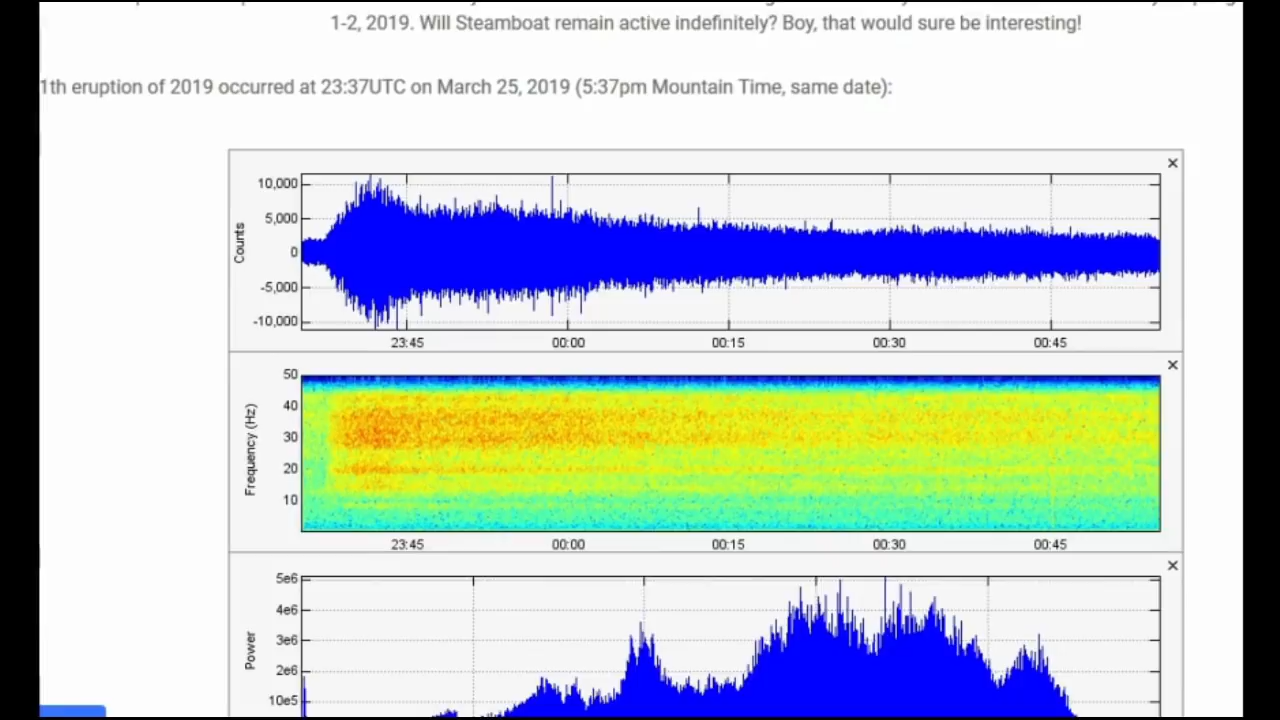 1-2, 2019. Will Steamboat remain active indefinitely? Boy, that would sure be interesting!
1th eruption of 2019 occurred at 23:37UTC on March 25, 2019 (5:37pm Mountain Time, same date):
10,000
5,000
0
-5,000
-10,000
Counts
23:45 00:00 00:15 00:30 00:45
50
40
30
20
10
Frequency (Hz)
23:45 00:00 00:15 00:30 00:45
5e6
4e6
3e6
2e6
10e5
Power